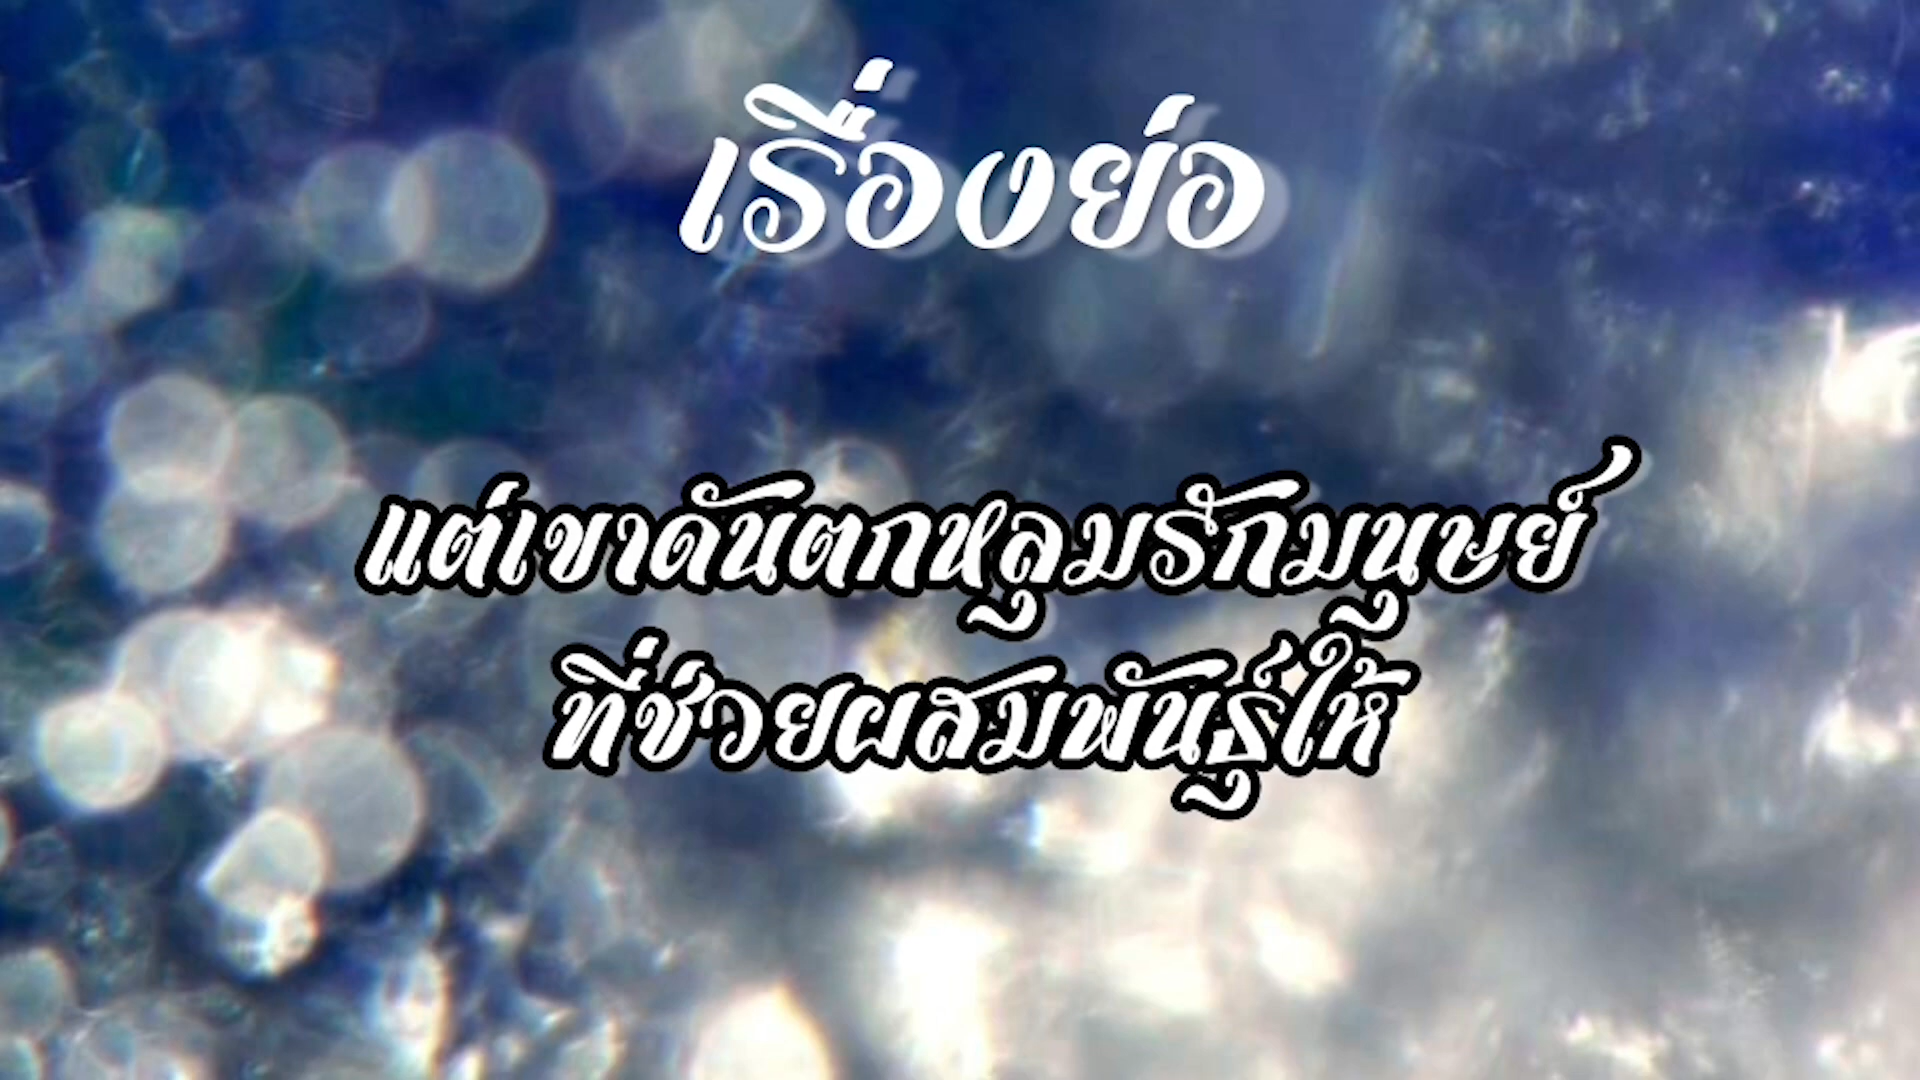 เรื่องย่อ
แต่เขาดันตกหลุมรักมนุษย์
ที่ช่วยผสมพันธุ์ให้